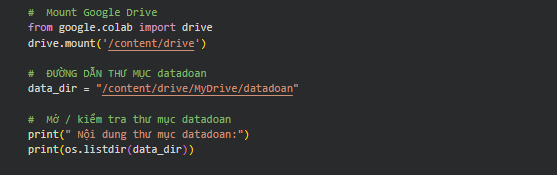 #  Mount Google Drive
from google.colab import drive
drive.mount('/content/drive')
#  ĐƯỜNG DẪN THƯ MỤC datadoan
data_dir = "/content/drive/MyDrive/datadoan"
#  Mở / kiểm tra thư mục datadoan
print(" Nội dung thư mục datadoan:")
print(os.listdir(data_dir))